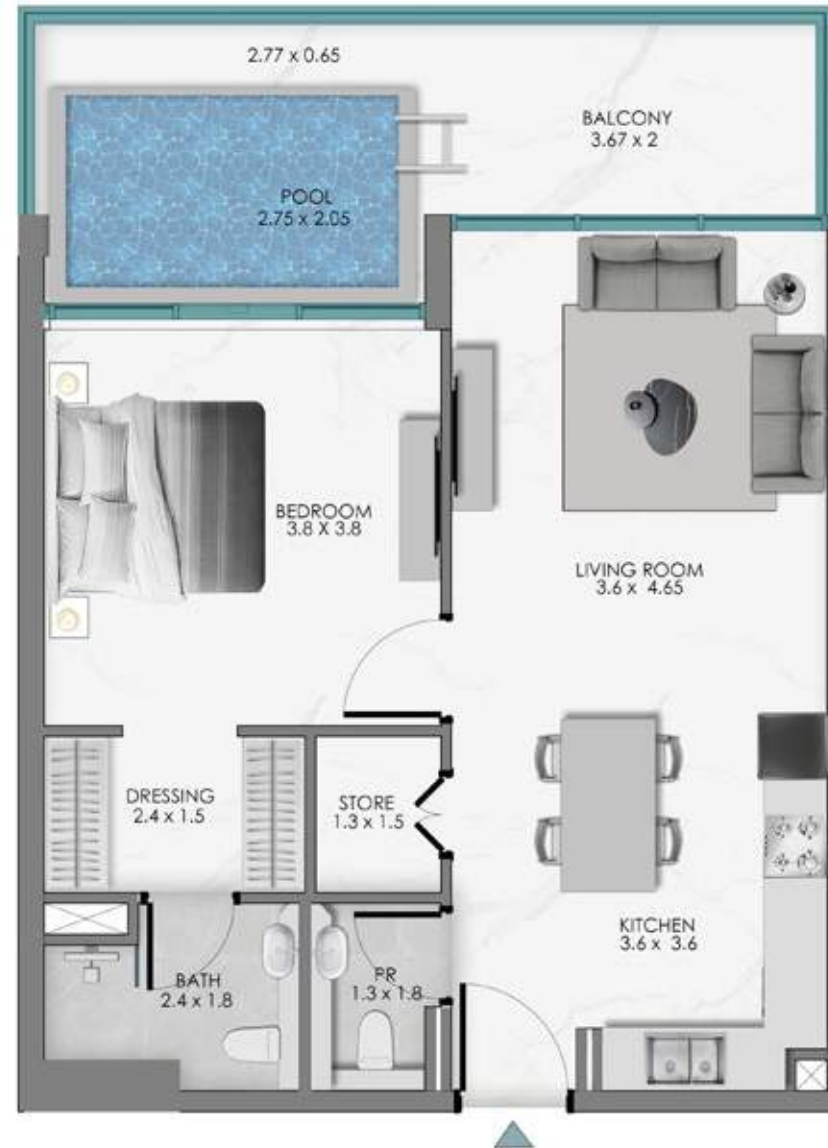 2.77 x 0.65
BALCONY
3.67 x 2
POOL
2.75 x 2.05
BEDROOM
3.8 X 3.8
LIVING ROOM
3.6 x 4.65
DRESSING
2.4 x 1.5
STORE
1.3 x 1.5
KITCHEN
3.6 x 3.6
BATH
2.4 x 1.8
PR
1.3 x 1.8